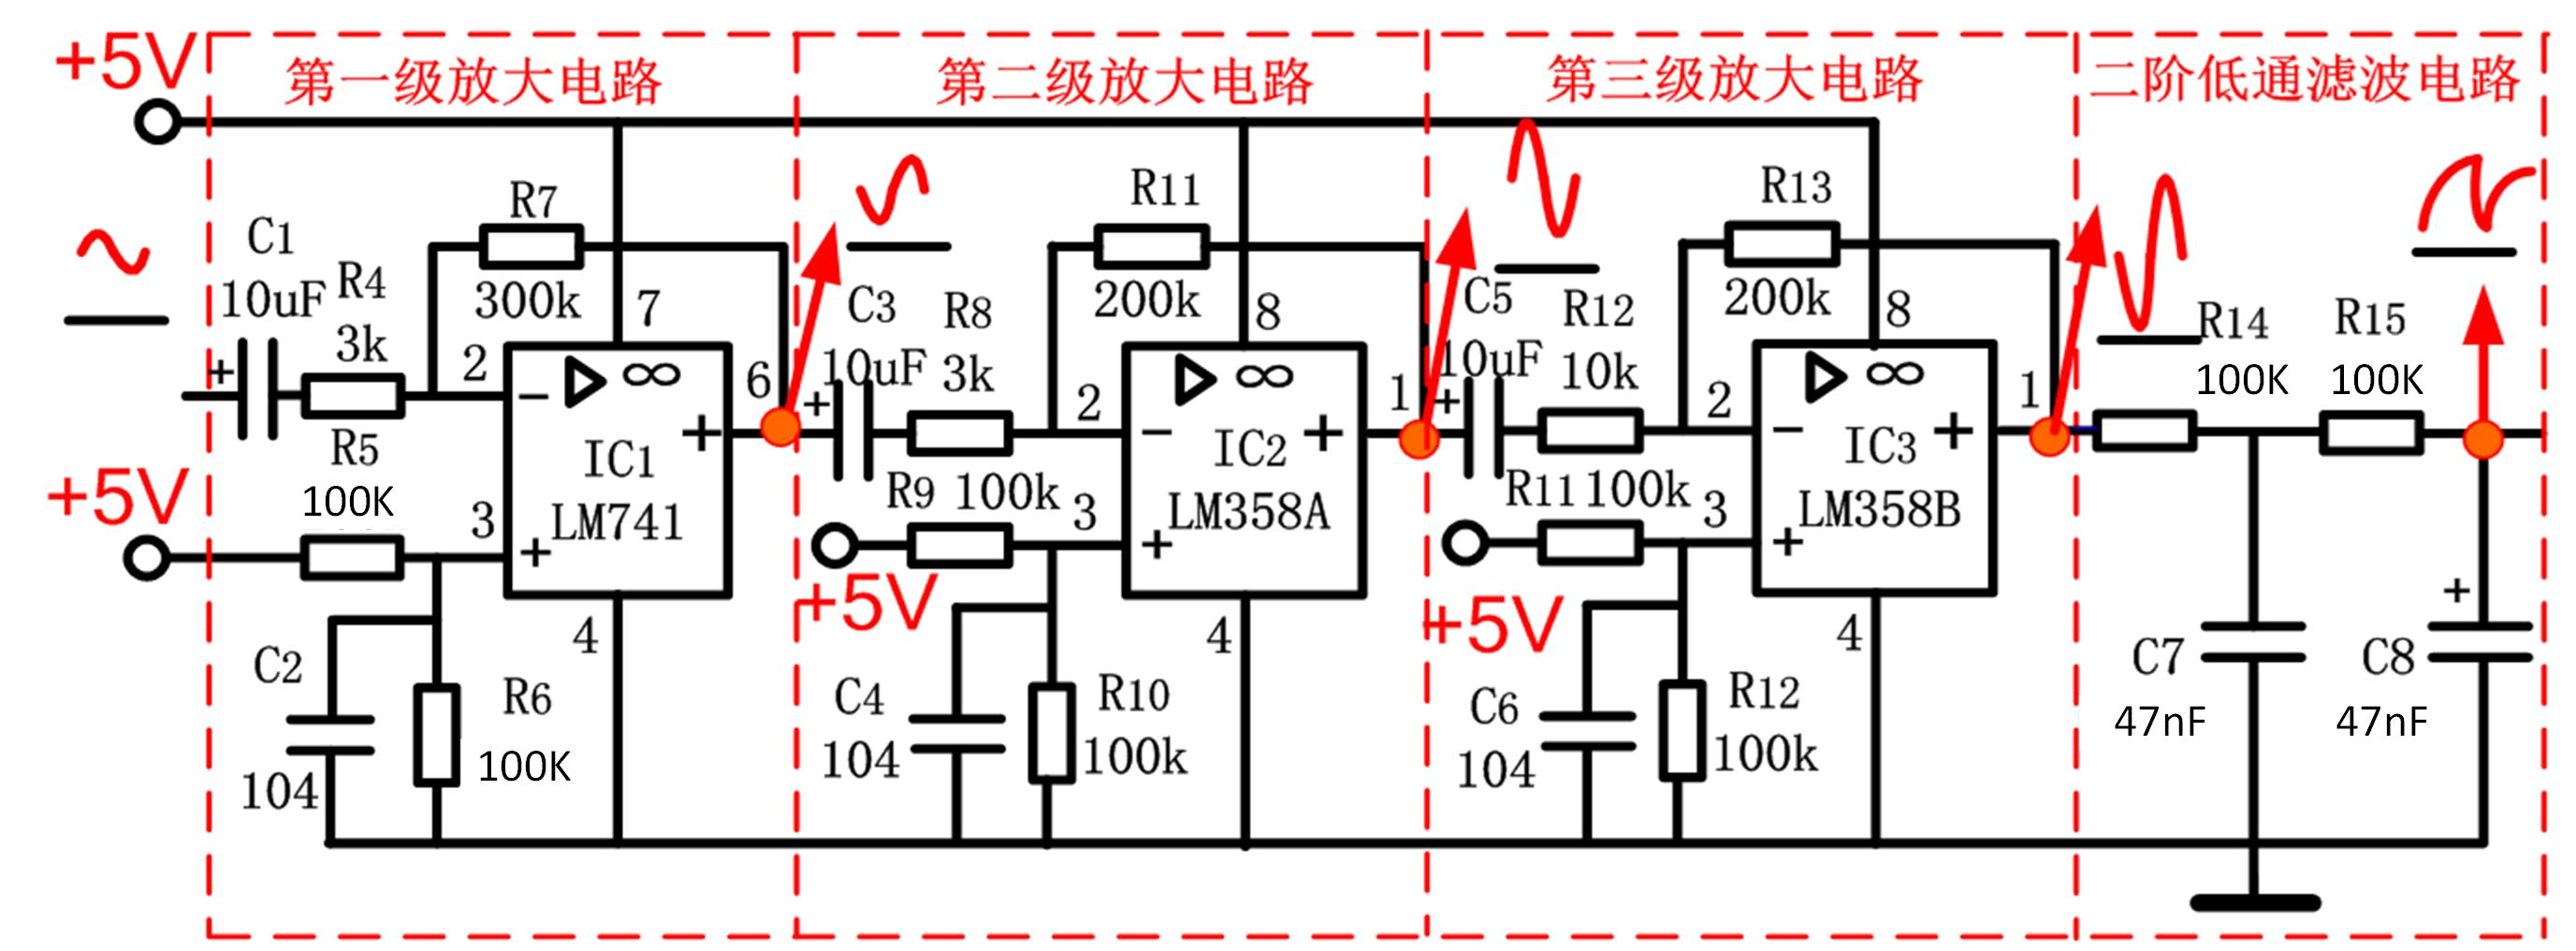 +5V
第一级放大电路
第二级放大电路
第三级放大电路
二阶低通滤波电路
C1
10uF
R4
3k
R7
300k
7
2
6
+
−
▷ ∞
+
IC1
LM741
R5
100K
+5V
3
+
4
C2
104
R6
100K
C3
10uF
R8
3k
+
R11
200k
8
2
1
−
▷ ∞
+
IC2
LM358A
R9 100k
3
+
+5V
4
C4
104
R10
100k
C5
10uF
R12
10k
+
R13
200k
8
2
1
−
▷ ∞
+
IC3
LM358B
R11 100k
3
+
+5V
4
C6
104
R12
100k
R14
100K
R15
100K
C7
47nF
+
C8
47nF